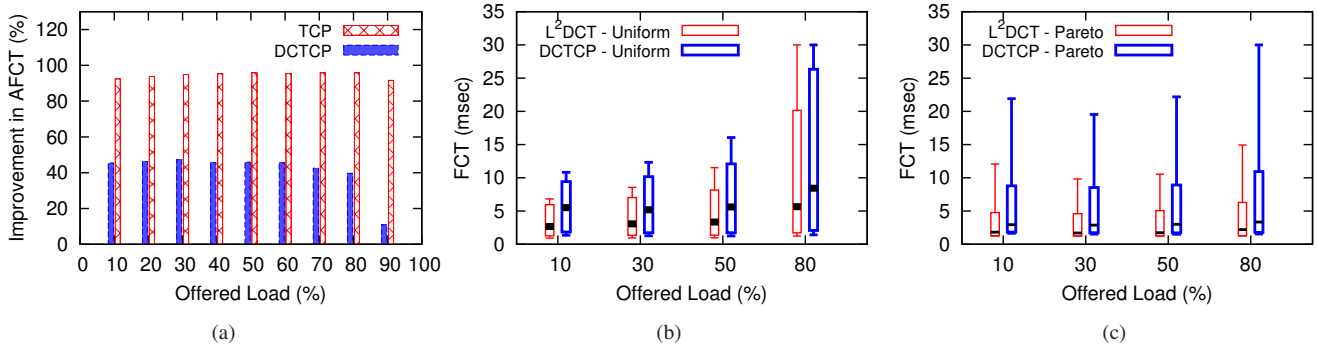 Improvement in AFCT (%)
120
100
80
60
40
20
0
0 10 20 30 40 50 60 70 80 90 100
Offered Load (%)
TCP
DCTCP
(a)
FCT (msec)
35
30
25
20
15
10
5
0
10 30 50 80
Offered Load (%)
L²DCT - Uniform
DCTCP - Uniform
(b)
FCT (msec)
35
30
25
20
15
10
5
0
10 30 50 80
Offered Load (%)
L²DCT - Pareto
DCTCP - Pareto
(c)